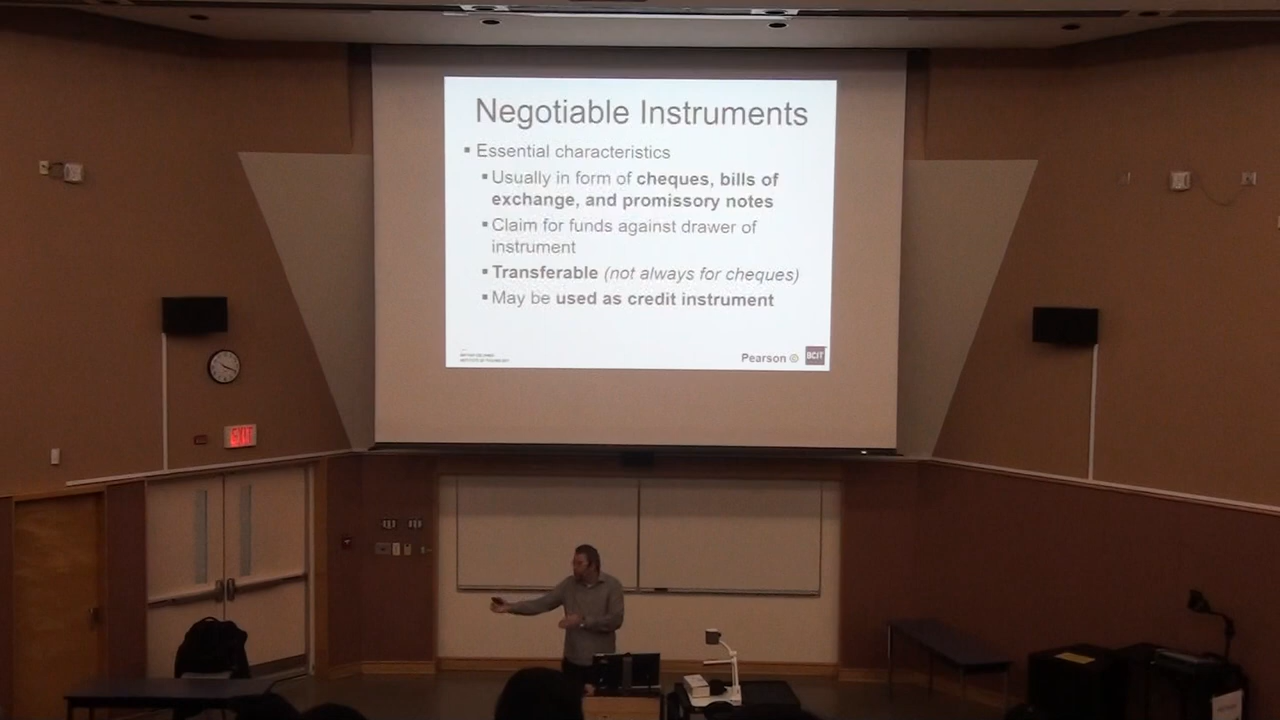 Negotiable Instruments
▪ Essential characteristics
▪ Usually in form of cheques, bills of
exchange, and promissory notes
▪ Claim for funds against drawer of
instrument
▪ Transferable (not always for cheques)
▪ May be used as credit instrument
Pearson ©
BCIT
EXIT